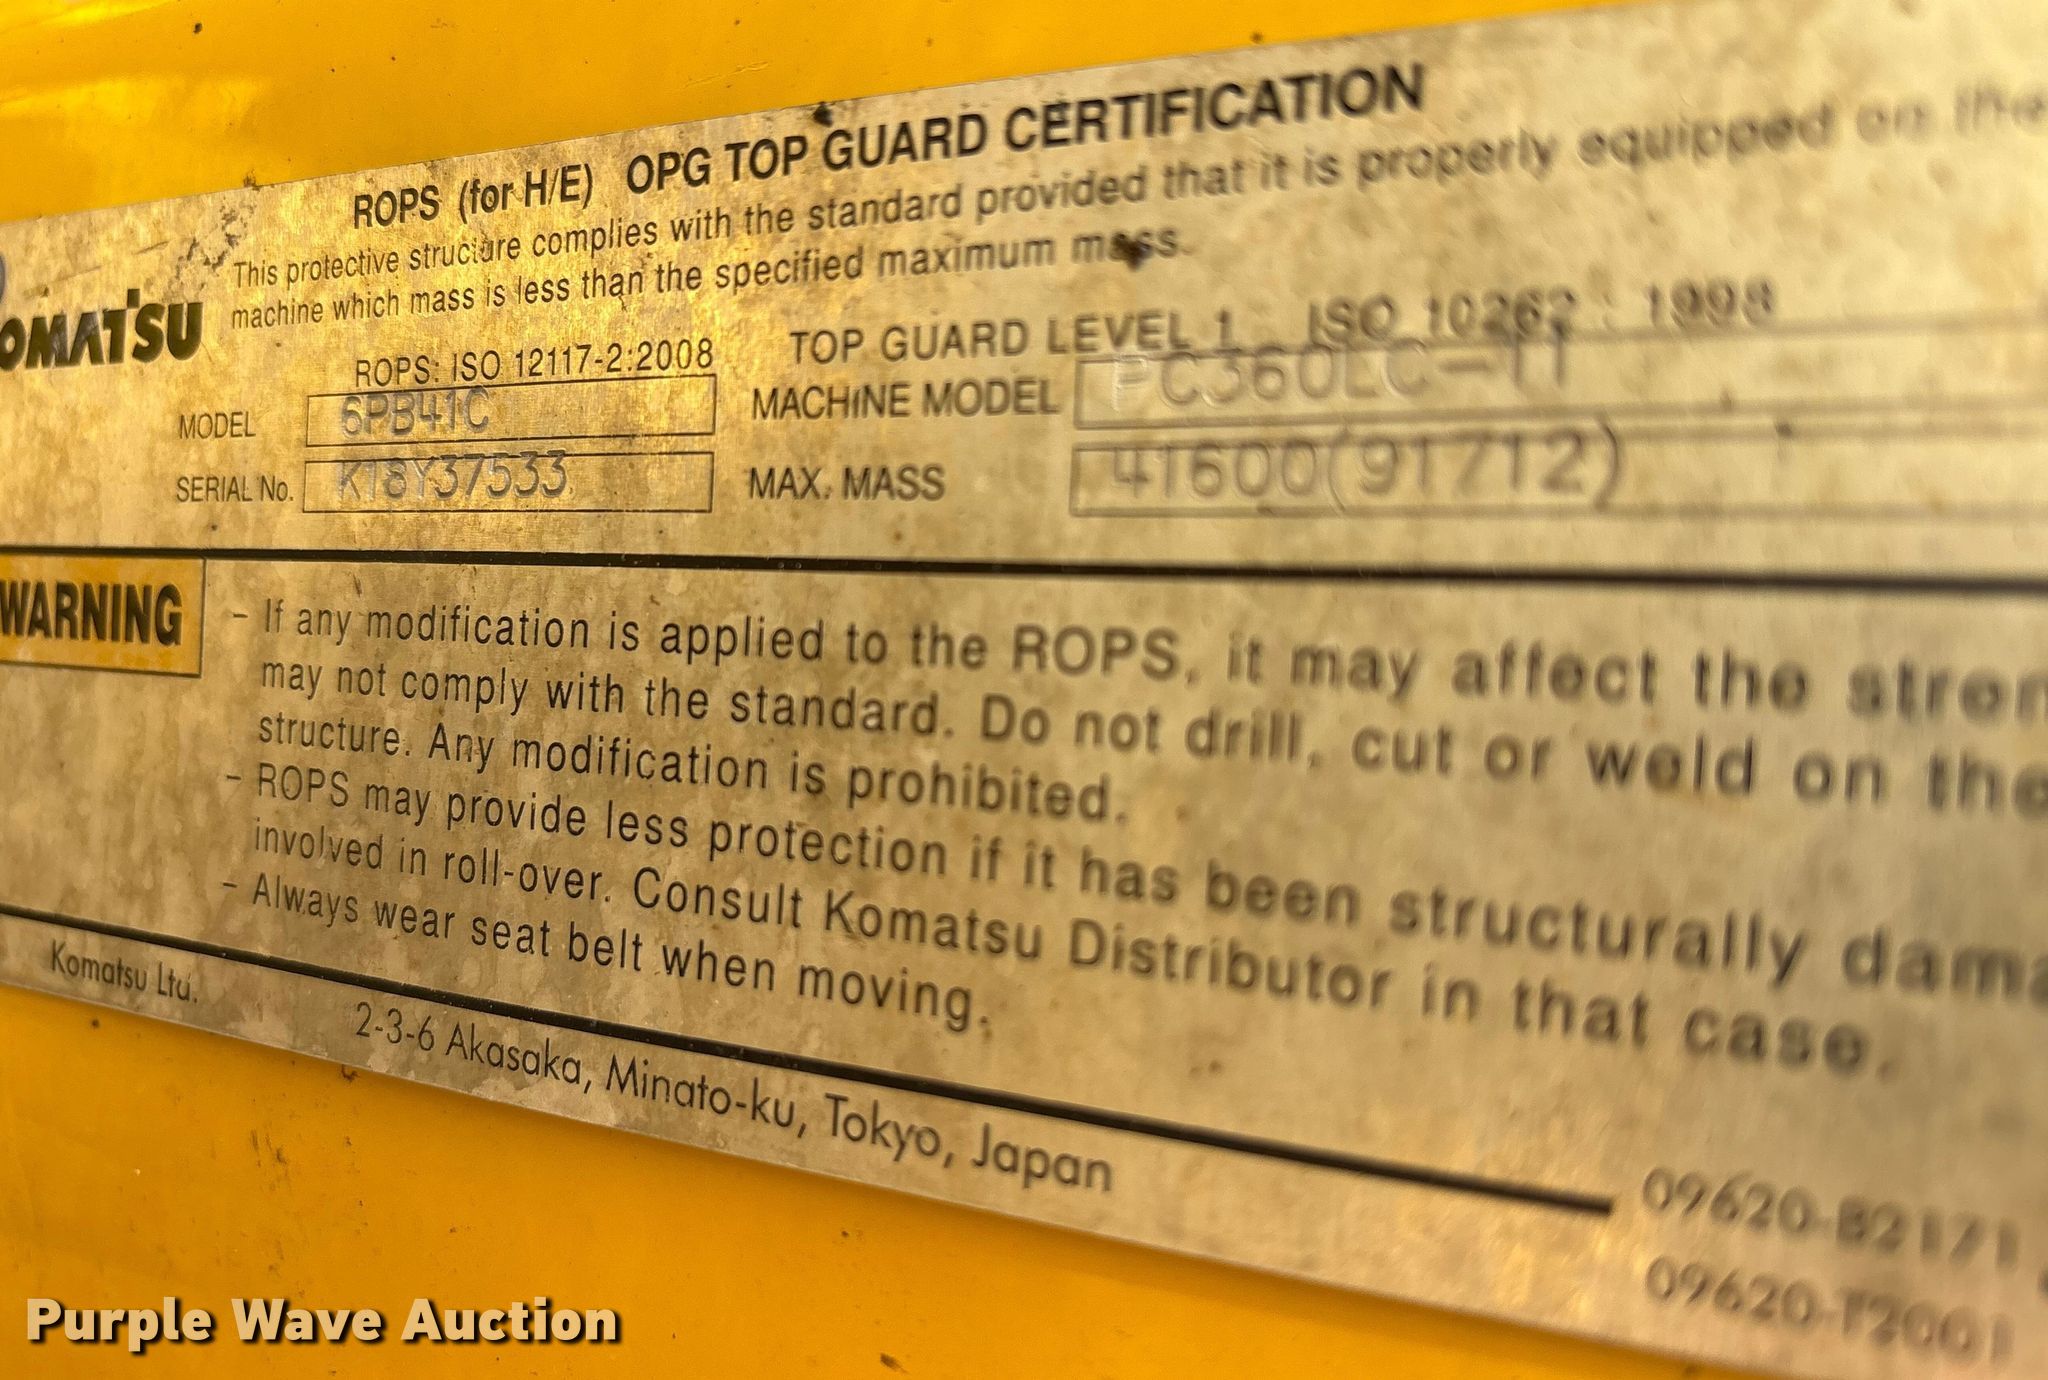 ROPS (for H/E) OPG TOP GUARD CERTIFICATION
This protective structure complies with the standard provided that it is properly equipped on the
machine which mass is less than the specified maximum mass.
OMATSU
ROPS: ISO 12117-2:2008 TOP GUARD LEVEL 1 ISO 10262 : 1998
MODEL 6PB41C MACHINE MODEL PC360LC-11
SERIAL No. K18Y37533 MAX. MASS 41600(91712)
WARNING
- If any modification is applied to the ROPS, it may affect the stren
may not comply with the standard. Do not drill, cut or weld on the
structure. Any modification is prohibited.
- ROPS may provide less protection if it has been structurally dama
involved in roll-over. Consult Komatsu Distributor in that case.
- Always wear seat belt when moving.
Komatsu Ltd. 2-3-6 Akasaka, Minato-ku, Tokyo, Japan
09620-B2171
09620-T2001
Purple Wave Auction